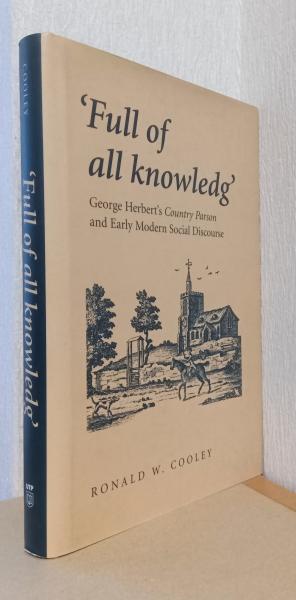 ‘Full of
all knowledg’
George Herbert’s Country Parson
and Early Modern Social Discourse
RONALD W. COOLEY
COOLEY
‘Full of all knowledg’
UTP